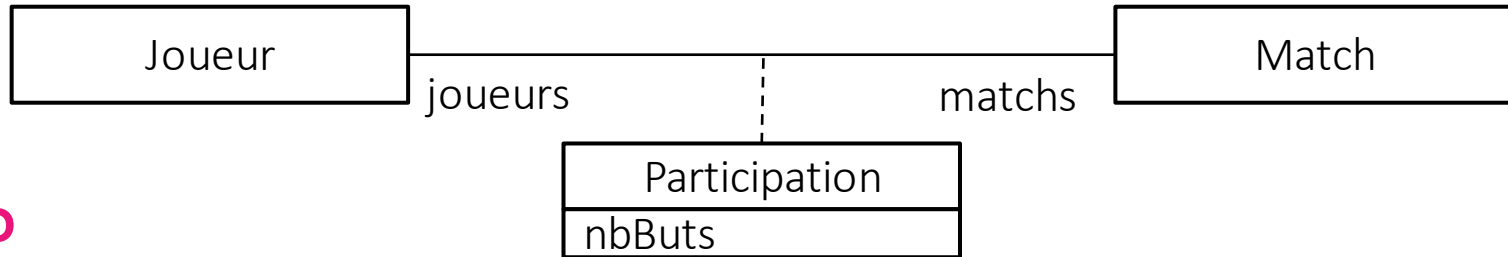 Joueur
Match
joueurs
matchs
Participation
nbButs